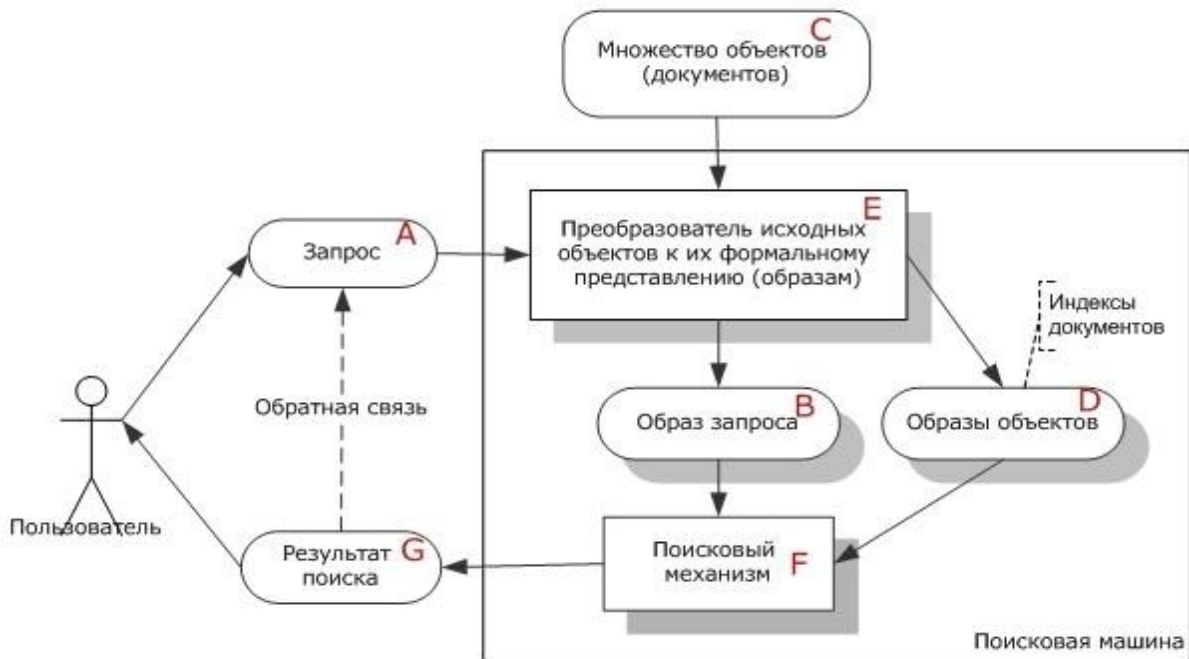 C
Множество объектов
(документов)
E
Преобразователь исходных
объектов к их формальному
представлению (образам)
A
Запрос
Индексы
документов
Обратная связь
B
Образ запроса
D
Образы объектов
Пользователь
Результат
поиска
G
Поисковый
механизм
F
Поисковая машина